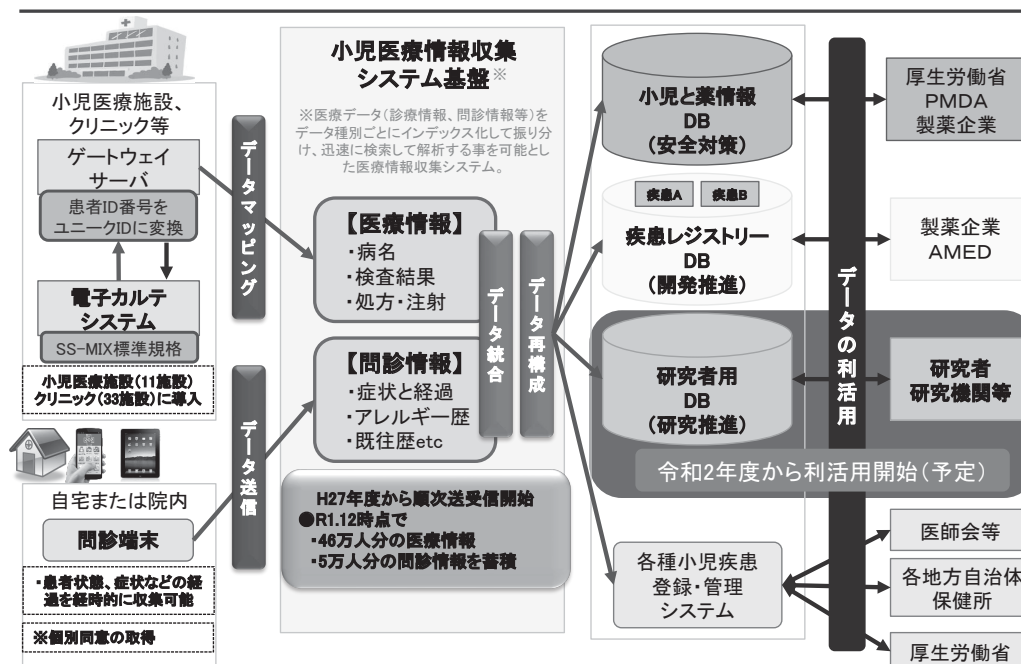 小児医療施設、
クリニック等
ゲートウェイ
サーバ
患者ID番号を
ユニークIDに変換
電子カルテ
システム
SS-MIX標準規格
小児医療施設(11施設)
クリニック(33施設)に導入
自宅または院内
問診端末
・患者状態、症状などの経
過を経時的に収集可能
※個別同意の取得
データマッピング
データ送信
小児医療情報収集
システム基盤※
※医療データ(診療情報、問診情報等)を
データ種別ごとにインデックス化して振り分
け、迅速に検索して解析する事を可能とし
た医療情報収集システム。
【医療情報】
・病名
・検査結果
・処方・注射
【問診情報】
・症状と経過
・アレルギー歴
・既往歴etc
データ統合
データ再構成
H27年度から順次送受信開始
●R1.12時点で
・46万人分の医療情報
・5万人分の問診情報を蓄積
小児と薬情報
DB
(安全対策)
疾患A
疾患B
疾患レジストリー
DB
(開発推進)
研究者用
DB
(研究推進)
令和2年度から利活用開始(予定)
各種小児疾患
登録・管理
システム
データの利活用
厚生労働省
PMDA
製薬企業
製薬企業
AMED
研究者
研究機関等
医師会等
各地方自治体
保健所
厚生労働省